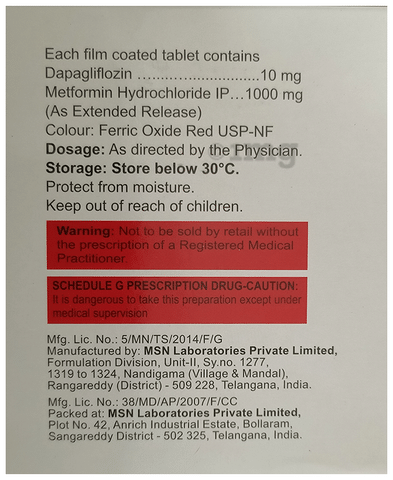 Each film coated tablet contains
Dapagliflozin ...........................10 mg
Metformin Hydrochloride IP...1000 mg
(As Extended Release)
Colour: Ferric Oxide Red USP-NF
Dosage: As directed by the Physician.
Storage: Store below 30°C.
Protect from moisture.
Keep out of reach of children.
Warning: Not to be sold by retail without
the prescription of a Registered Medical
Practitioner.
SCHEDULE G PRESCRIPTION DRUG-CAUTION:
It is dangerous to take this preparation except under
medical supervision
Mfg. Lic. No.: 5/MN/TS/2014/F/G
Manufactured by: MSN Laboratories Private Limited,
Formulation Division, Unit-II, Sy.no. 1277,
1319 to 1324, Nandigama (Village & Mandal),
Rangareddy (District) - 509 228, Telangana, India.
Mfg. Lic. No.: 38/MD/AP/2007/F/CC
Packed at: MSN Laboratories Private Limited,
Plot No. 42, Anrich Industrial Estate, Bollaram,
Sangareddy District - 502 325, Telangana, India.